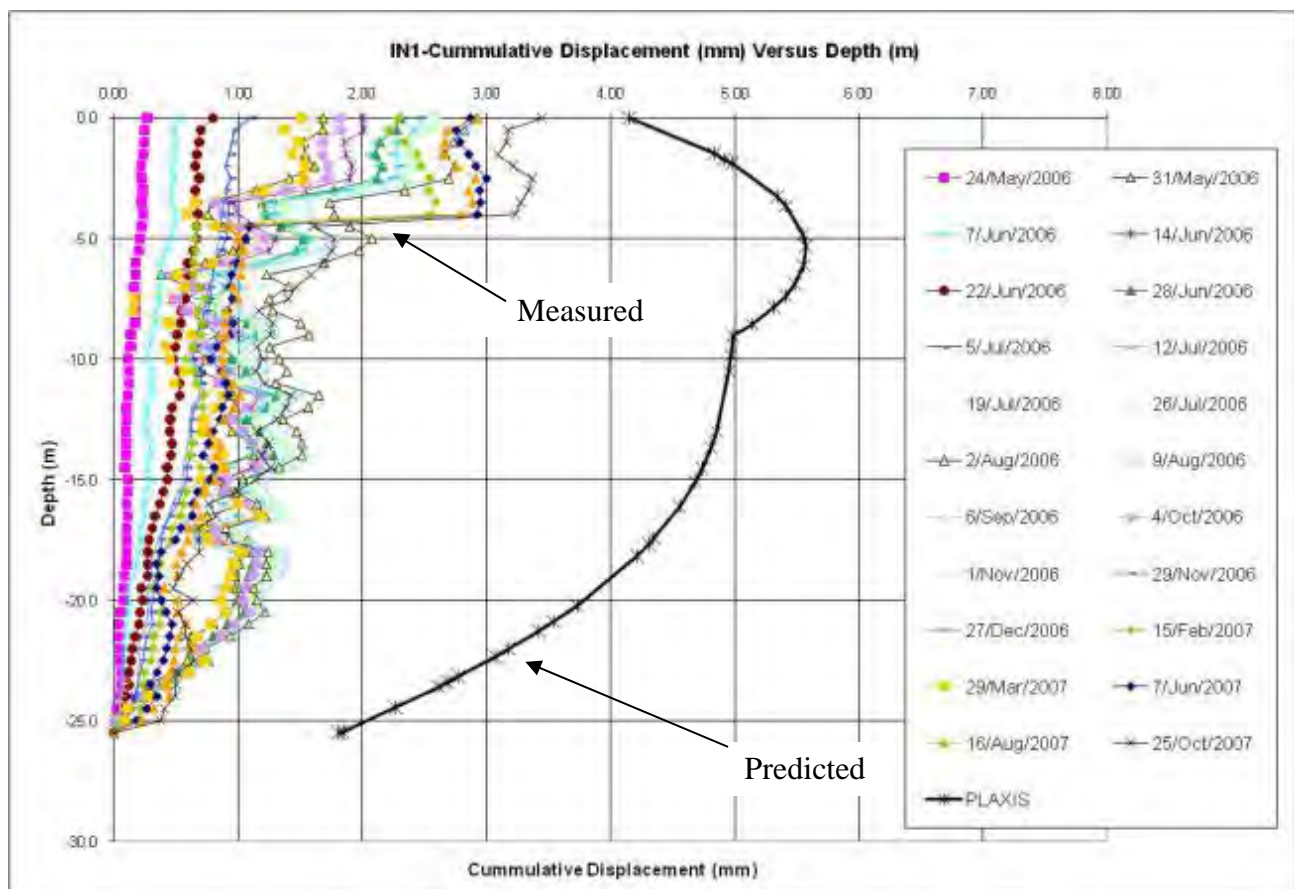 IN1-Cummulative Displacement (mm) Versus Depth (m)
0.00 1.00 2.00 3.00 4.00 5.00 6.00 7.00 8.00
0.0
-5.0
-10.0
-15.0
-20.0
-25.0
-30.0
Depth (m)
Measured
Predicted
24/May/2006 31/May/2006
7/Jun/2006 14/Jun/2006
22/Jun/2006 28/Jun/2006
5/Jul/2006 12/Jul/2006
19/Jul/2006 26/Jul/2006
2/Aug/2006 9/Aug/2006
6/Sep/2006 4/Oct/2006
1/Nov/2006 29/Nov/2006
27/Dec/2006 15/Feb/2007
29/Mar/2007 7/Jun/2007
16/Aug/2007 25/Oct/2007
PLAXIS
Cummulative Displacement (mm)